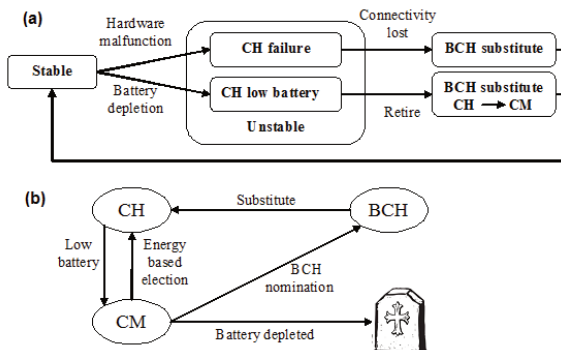 (a)
Hardware
malfunction
Connectivity
lost
CH failure
BCH substitute
Stable
CH low battery
BCH substitute
CH CM
Battery
depletion
Unstable
Retire
(b)
CH
Substitute
BCH
Low
battery
Energy
based
election
BCH
nomination
CM
Battery depleted